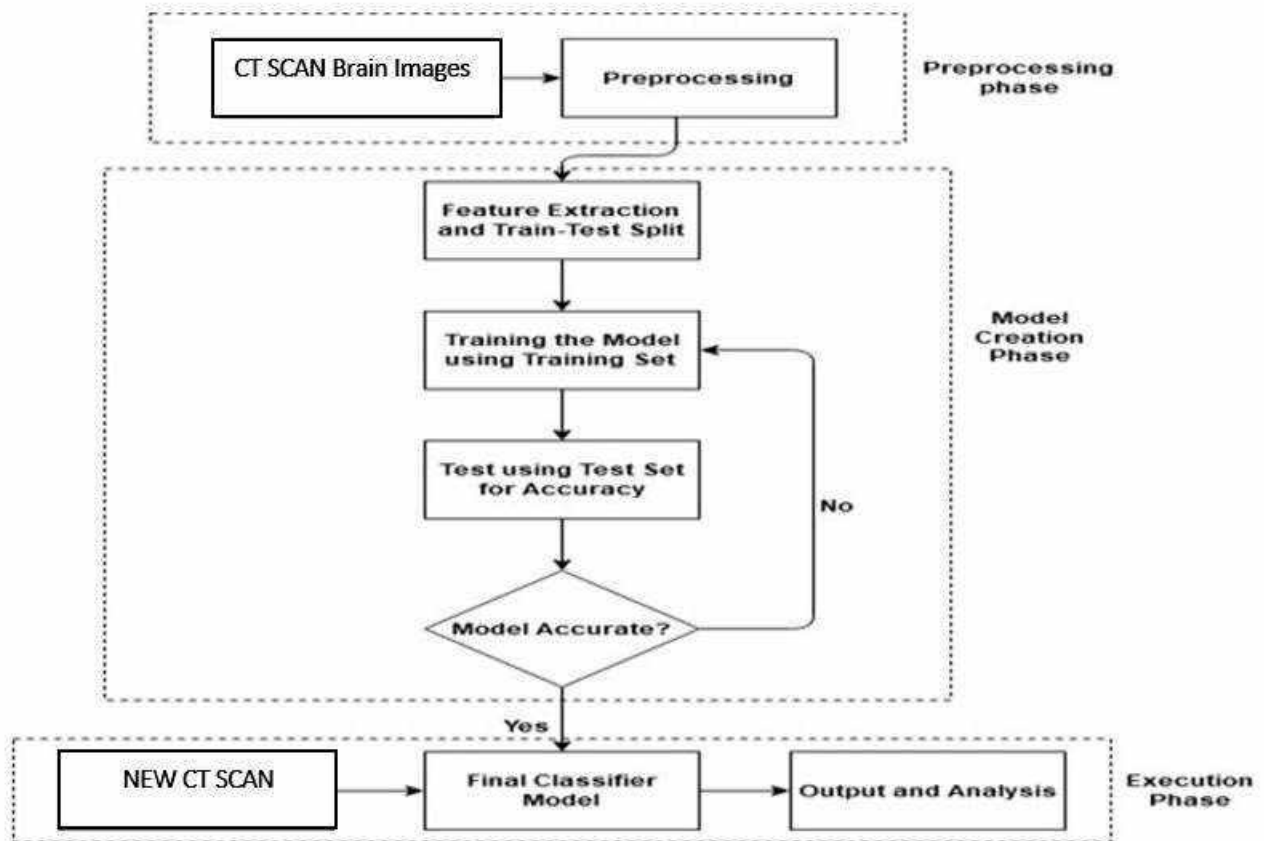 CT SCAN Brain Images
Preprocessing
Preprocessing
phase
Feature Extraction
and Train-Test Split
Training the Model
using Training Set
Model
Creation
Phase
Test using Test Set
for Accuracy
No
Model Accurate?
Yes
NEW CT SCAN
Final Classifier
Model
Output and Analysis
Execution
Phase